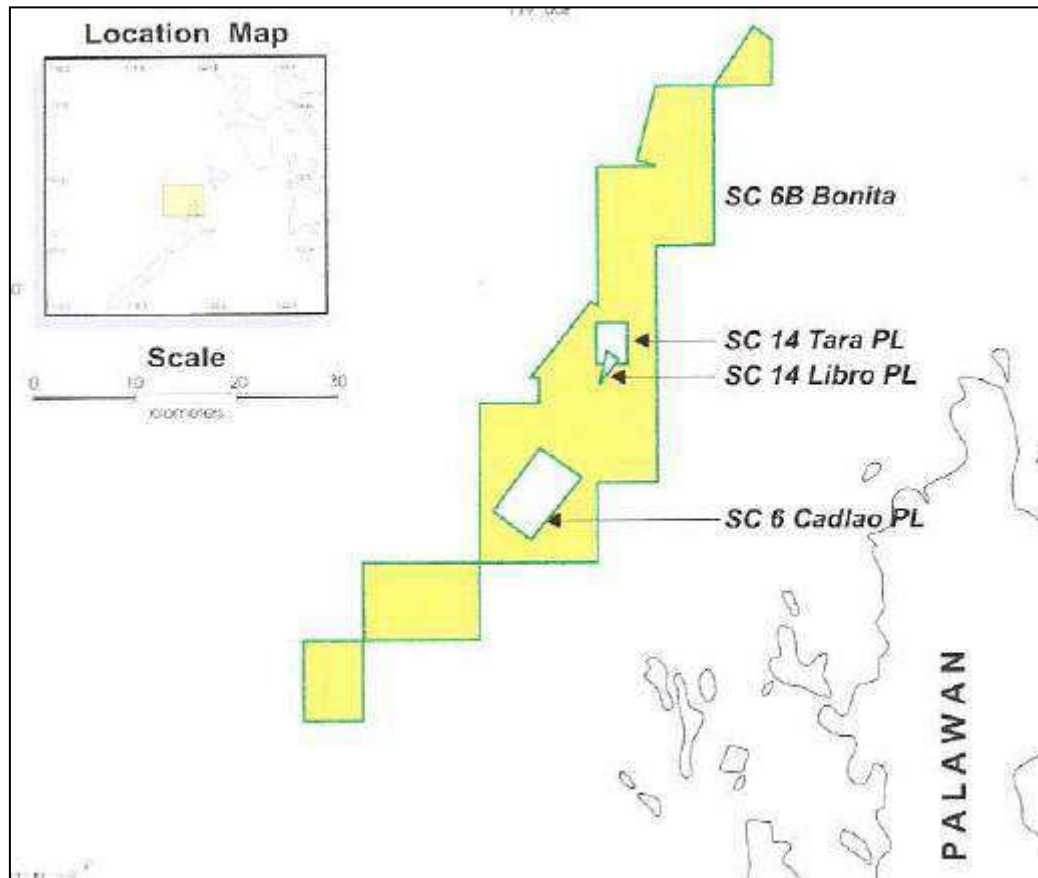 Location Map
Scale
0 10 20 30
kilometers
SC 6B Bonita
SC 14 Tara PL
SC 14 Libro PL
SC 6 Cadlao PL
PALAWAN